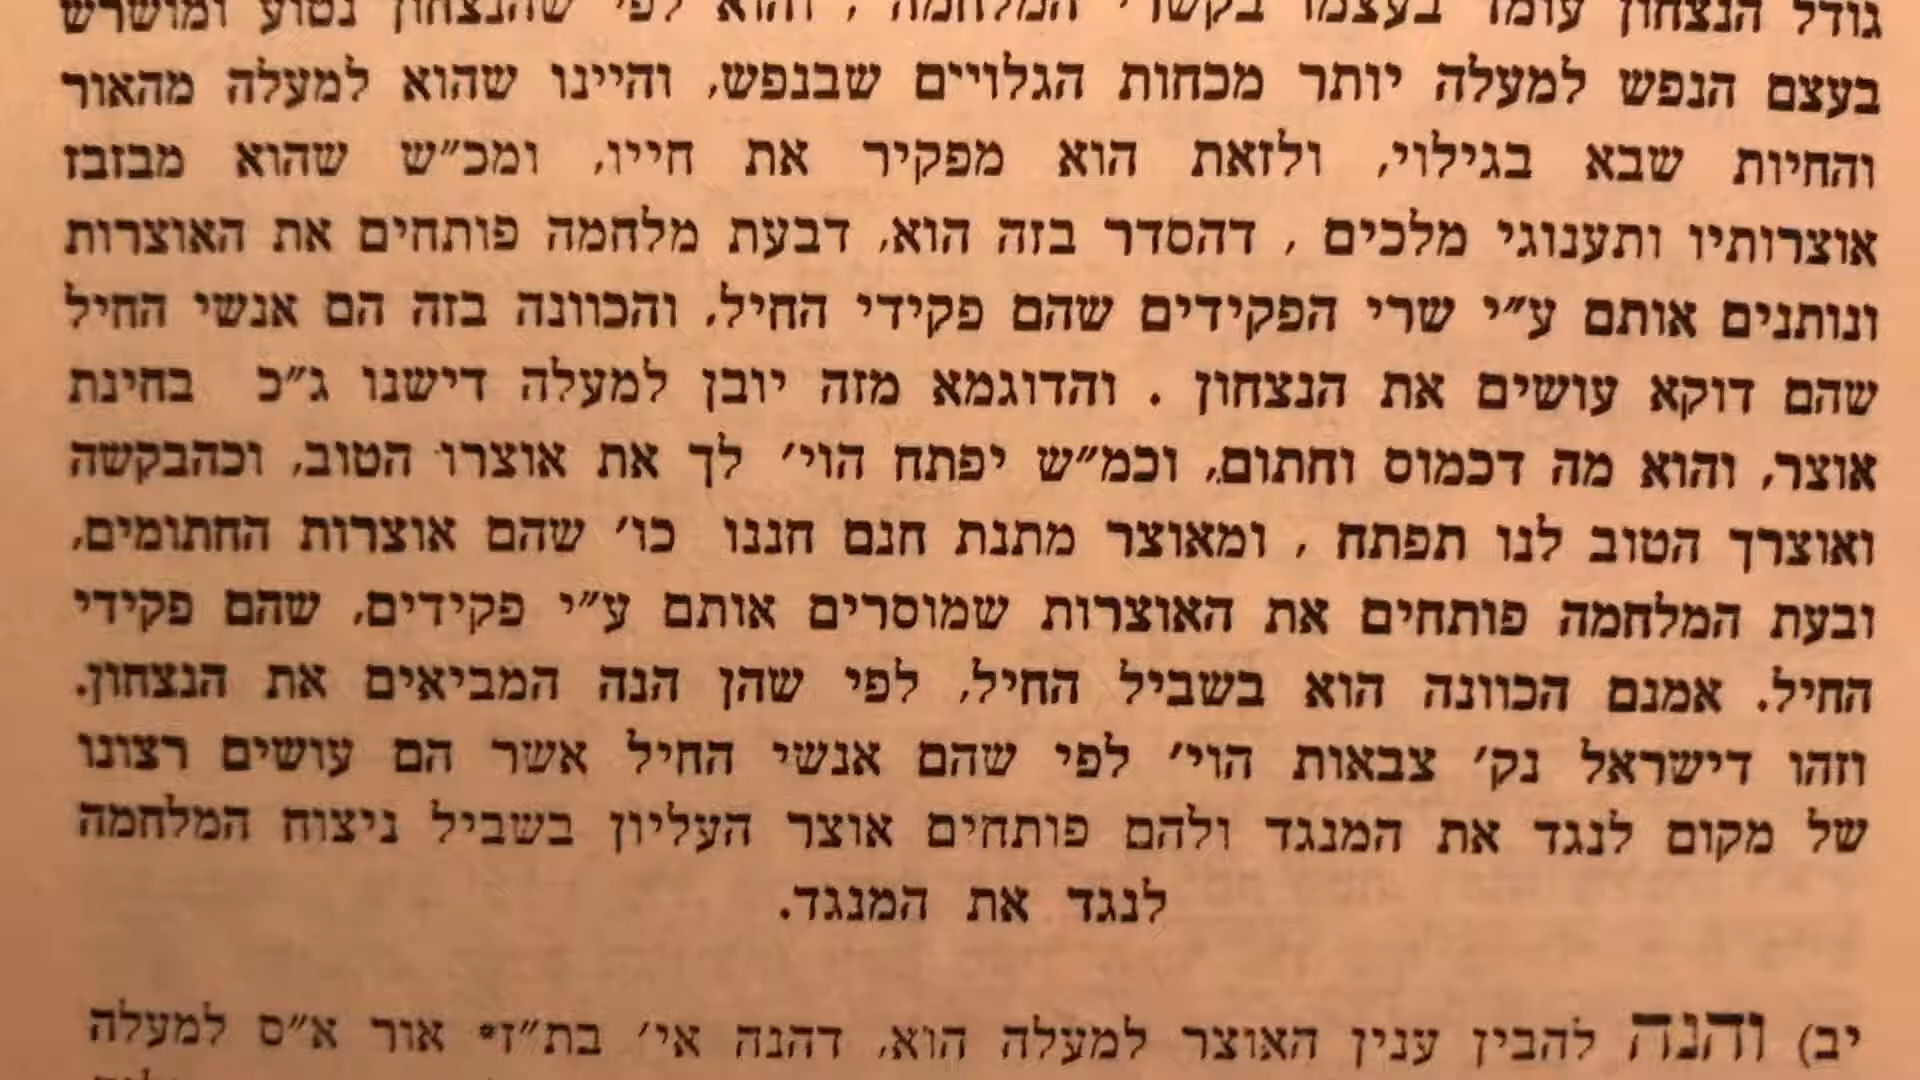 גודל הנצחון עומד בעצמו בקשרי המלחמה , והוא לפי שהנצחון נטוע ומושרש
בעצם הנפש למעלה יותר מכחות הגלויים שבנפש, והיינו שהוא למעלה מהאור
והחיות שבא בגילוי, ולזאת הוא מפקיר את חייו, ומכ״ש שהוא מבזבז
אוצרותיו ותענוגי מלכים , דהסדר בזה הוא, דבעת מלחמה פותחים את האוצרות
ונותנים אותם ע״י שרי הפקידים שהם פקידי החיל, והכוונה בזה הם אנשי החיל
שהם דוקא עושים את הנצחון . והדוגמא מזה יובן למעלה דישנו ג״כ בחינת
אוצר, והוא מה דכמוס וחתום, וכמ״ש יפתח הוי׳ לך את אוצרו הטוב, וכהבקשה
ואוצרך הטוב לנו תפתח , ומאוצר מתנת חנם חננו כו׳ שהם אוצרות החתומים,
ובעת המלחמה פותחים את האוצרות שמוסרים אותם ע״י פקידים, שהם פקידי
החיל. אמנם הכוונה הוא בשביל החיל, לפי שהן הנה המביאים את הנצחון.
וזהו דישראל נק׳ צבאות הוי׳ לפי שהם אנשי החיל אשר הם עושים רצונו
של מקום לנגד את המנגד ולהם פותחים אוצר העליון בשביל ניצוח המלחמה
לנגד את המנגד.
יב) והנה להבין ענין האוצר למעלה הוא, דהנה אי׳ בת״ז* אור א״ס למעלה